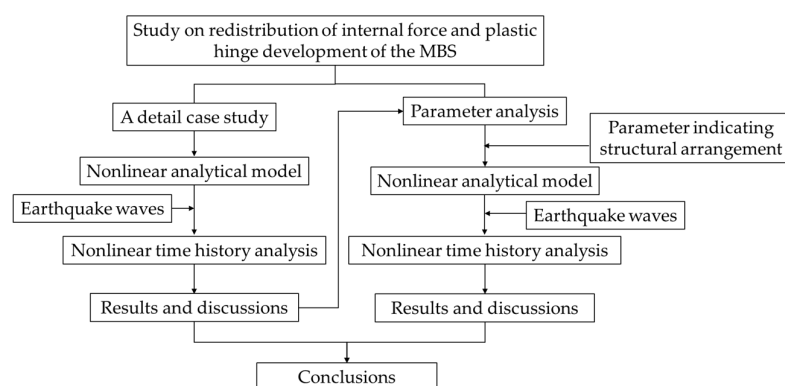 Study on redistribution of internal force and plastic
hinge development of the MBS
A detail case study
Parameter analysis
Parameter indicating
structural arrangement
Nonlinear analytical model
Nonlinear analytical model
Earthquake waves
Earthquake waves
Nonlinear time history analysis
Nonlinear time history analysis
Results and discussions
Results and discussions
Conclusions